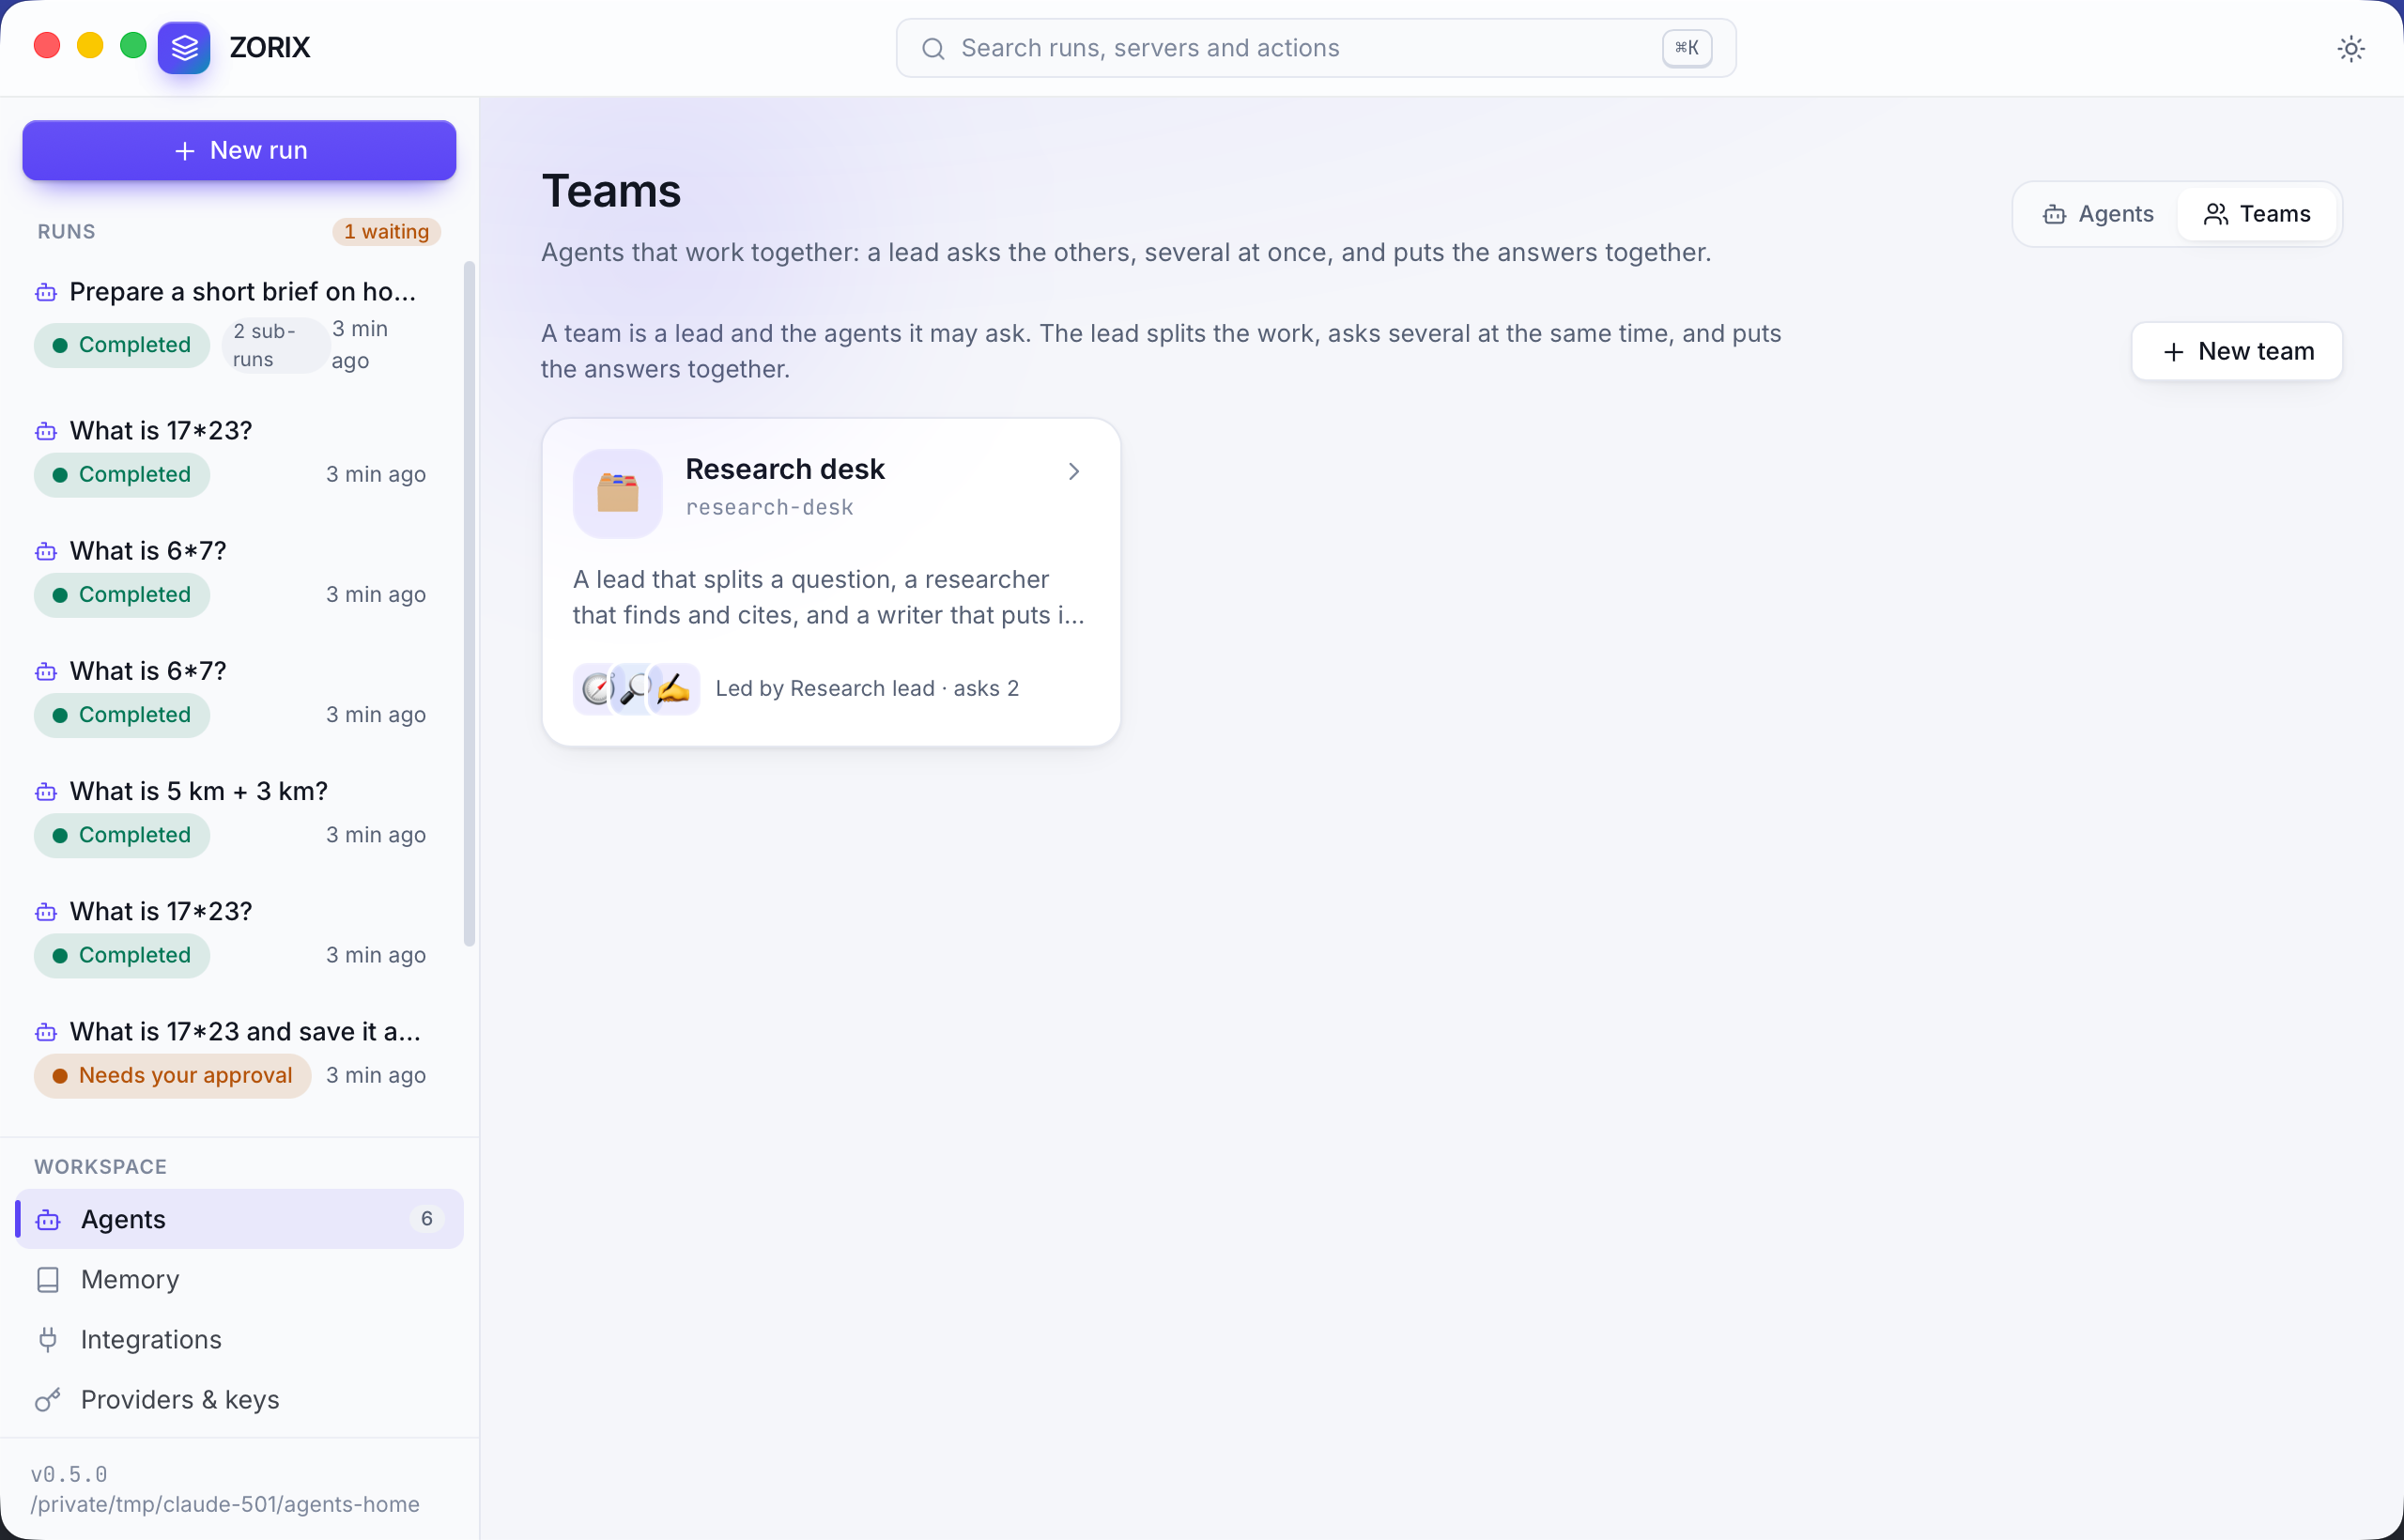 ZORIX
Search runs, servers and actions
⌘K
New run
RUNS
1 waiting
Prepare a short brief on ho...
Completed
2 sub-
runs
3 min
ago
What is 17*23?
Completed
3 min ago
What is 6*7?
Completed
3 min ago
What is 6*7?
Completed
3 min ago
What is 5 km + 3 km?
Completed
3 min ago
What is 17*23?
Completed
3 min ago
What is 17*23 and save it a...
Needs your approval
3 min ago
WORKSPACE
Agents
6
Memory
Integrations
Providers & keys
v0.5.0
/private/tmp/claude-501/agents-home
Teams
Agents that work together: a lead asks the others, several at once, and puts the answers together.
Agents
Teams
A team is a lead and the agents it may ask. The lead splits the work, asks several at the same time, and puts
the answers together.
New team
Research desk
research-desk
A lead that splits a question, a researcher
that finds and cites, and a writer that puts i...
Led by Research lead · asks 2